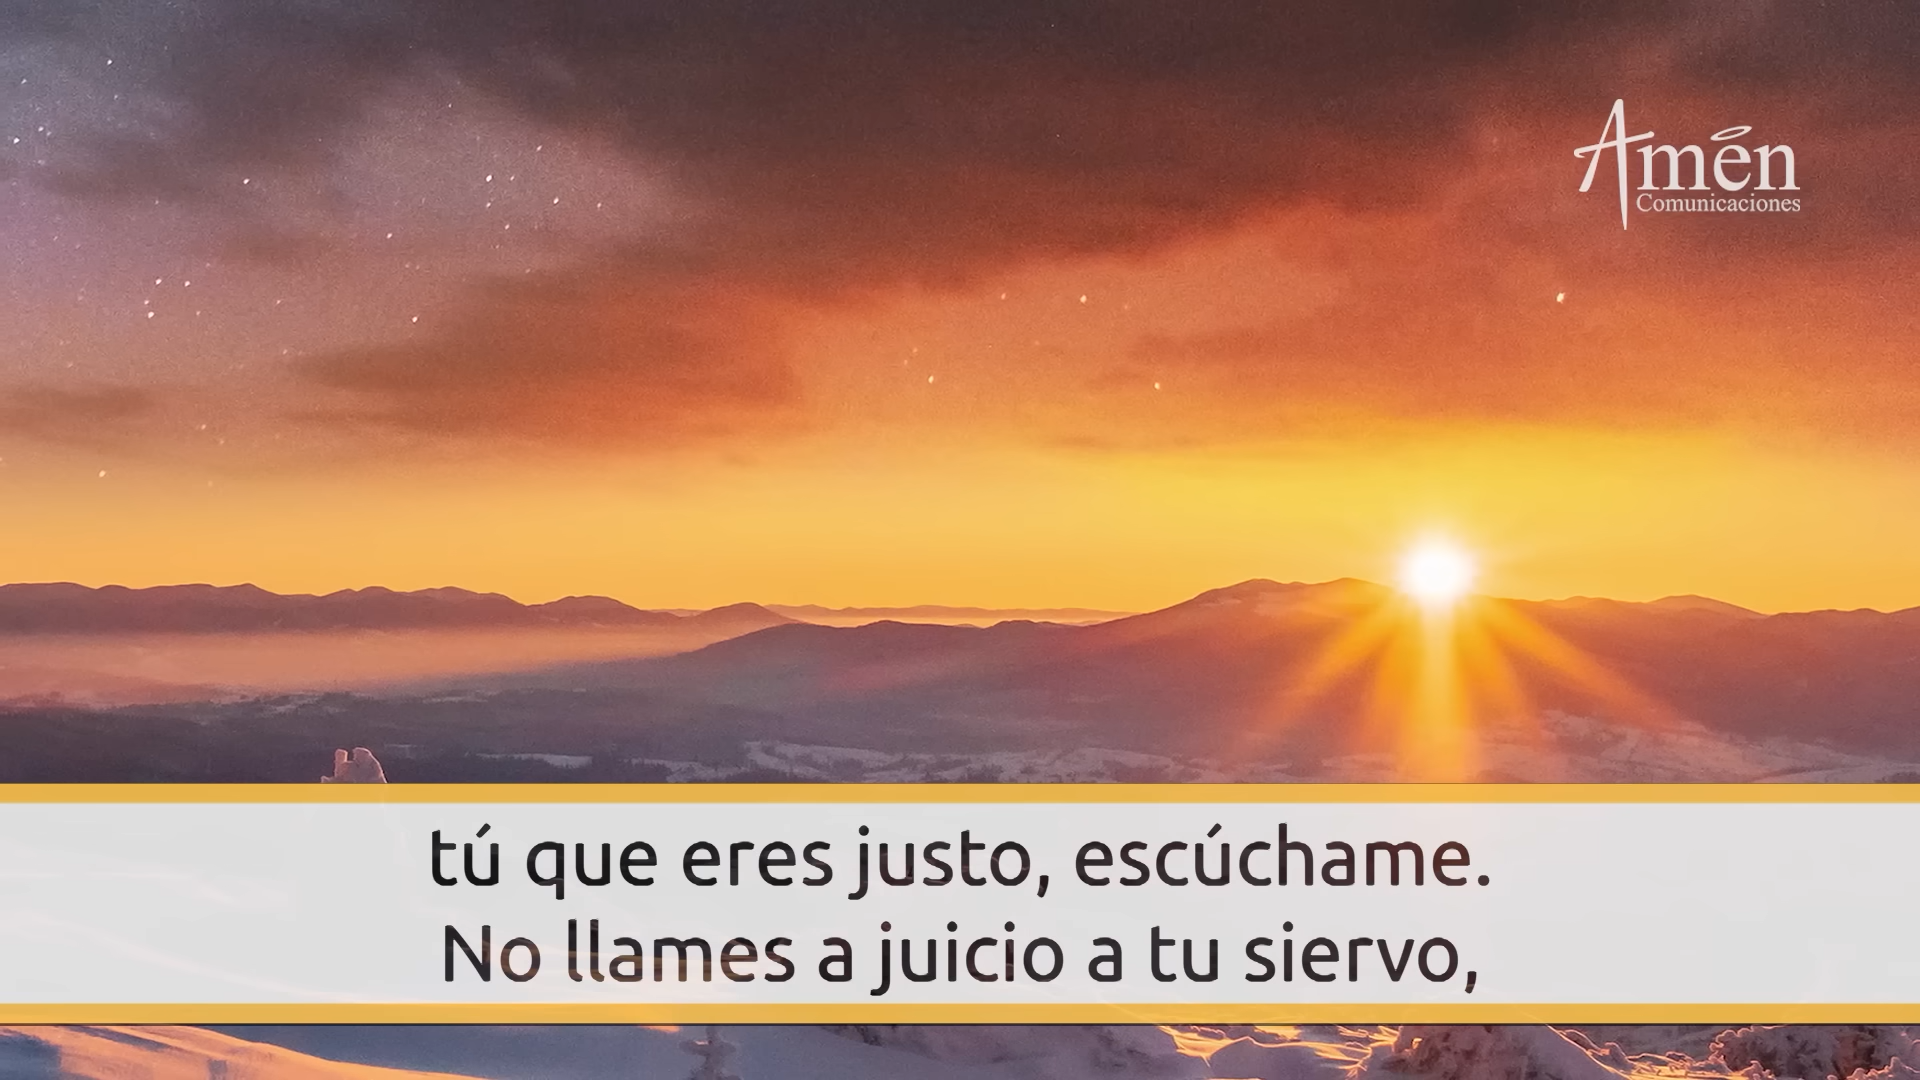 Amén
Comunicaciones
tú que eres justo, escúchame.
No llames a juicio a tu siervo,